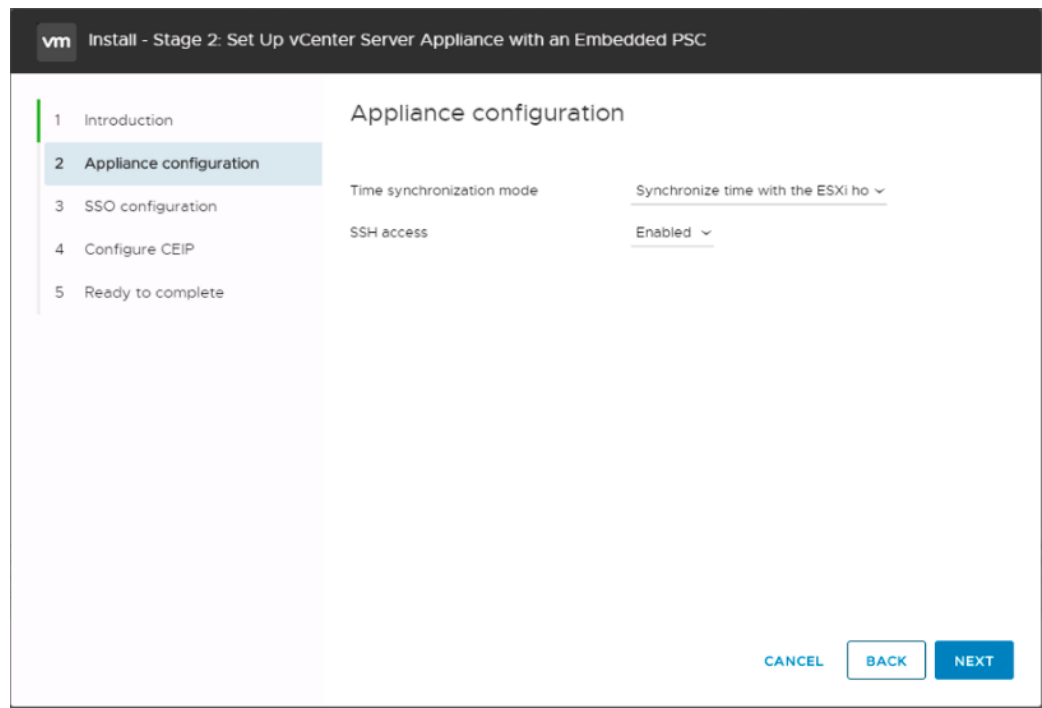 vm Install - Stage 2: Set Up vCenter Server Appliance with an Embedded PSC
1 Introduction
2 Appliance configuration
3 SSO configuration
4 Configure CEIP
5 Ready to complete
Appliance configuration
Time synchronization mode Synchronize time with the ESXi ho
SSH access Enabled
CANCEL BACK NEXT